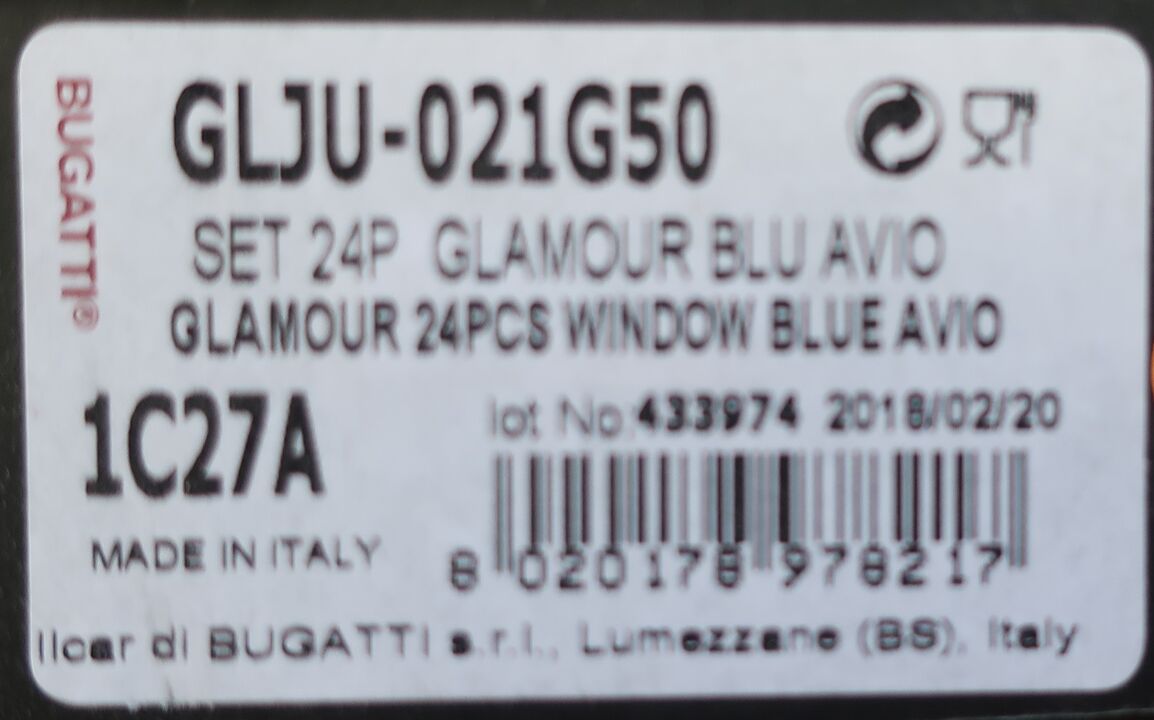 BUGATTI®
GLJU-021G50
SET 24P GLAMOUR BLU AVIO
GLAMOUR 24PCS WINDOW BLUE AVIO
1C27A
lot No.433974 2018/02/20
MADE IN ITALY
8 020178 978217
Ilcar di BUGATTI s.r.l., Lumezzane (BS), Italy